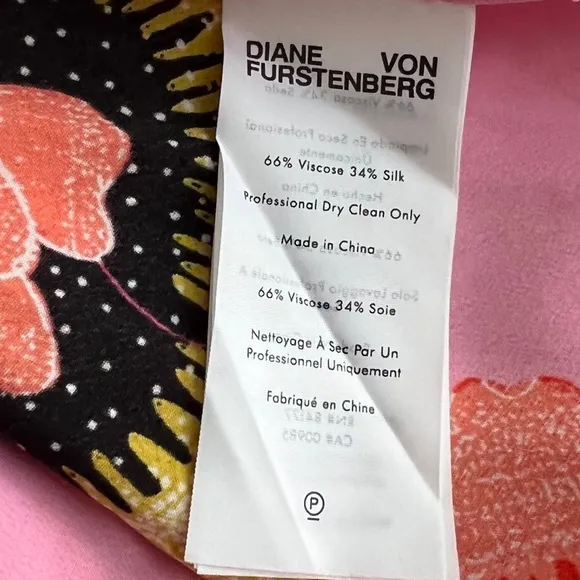 DIANE VON
FURSTENBERG
66% Viscose 34% Silk
Professional Dry Clean Only
Made in China
66% Viscose 34% Soie
Nettoyage À Sec Par Un
Professionnel Uniquement
Fabriqué en Chine
P